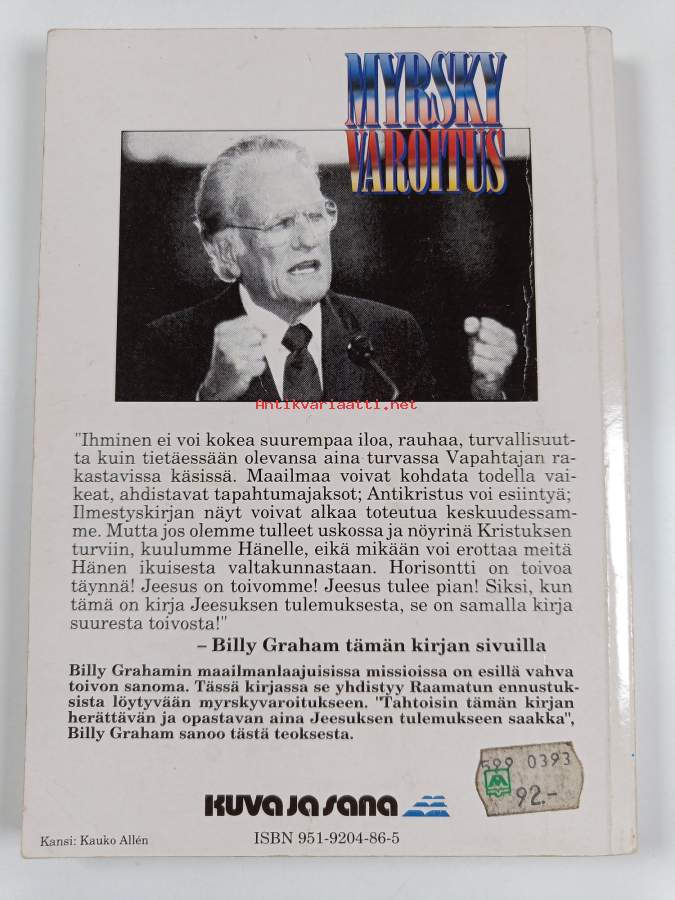 MYRSKY
VAROITUS
Antikvariaatti.net
"Ihminen ei voi kokea suurempaa iloa, rauhaa, turvallisuut-
ta kuin tietäessään olevansa aina turvassa Vapahtajan ra-
kastavissa käsissä. Maailmaa voivat kohdata todella vai-
keat, ahdistavat tapahtumajaksot; Antikristus voi esiintyä;
Ilmestyskirjan näyt voivat alkaa toteutua keskuudessam-
me. Mutta jos olemme tulleet uskossa ja nöyrinä Kristuksen
turviin, kuulumme Hänelle, eikä mikään voi erottaa meitä
Hänen ikuisesta valtakunnastaan. Horisontti on toivoa
täynnä! Jeesus on toivomme! Jeesus tulee pian! Siksi, kun
tämä on kirja Jeesuksen tulemuksesta, se on samalla kirja
suuresta toivosta!"
– Billy Graham tämän kirjan sivuilla
Billy Grahamin maailmanlaajuisissa missioissa on esillä vahva
toivon sanoma. Tässä kirjassa se yhdistyy Raamatun ennustuk-
sista löytyvään myrskyvaroitukseen. "Tahtoisin tämän kirjan
herättävän ja opastavan aina Jeesuksen tulemukseen saakka",
Billy Graham sanoo tästä teoksesta.
599 0393
92.-
KUVA JA SANA
Kansi: Kauko Allén
ISBN 951-9204-86-5